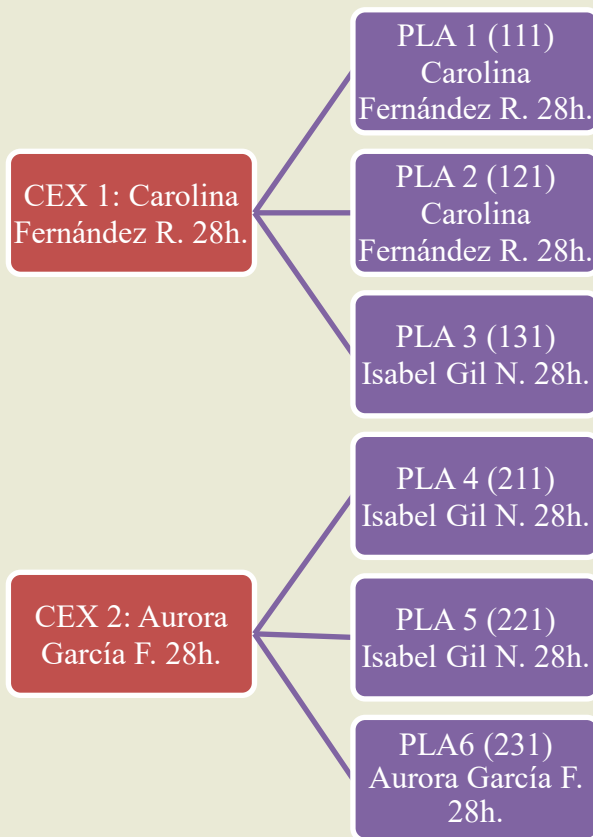 CEX 1: Carolina
Fernández R. 28h.
PLA 1 (111)
Carolina
Fernández R. 28h.
PLA 2 (121)
Carolina
Fernández R. 28h.
PLA 3 (131)
Isabel Gil N. 28h.
CEX 2: Aurora
García F. 28h.
PLA 4 (211)
Isabel Gil N. 28h.
PLA 5 (221)
Isabel Gil N. 28h.
PLA6 (231)
Aurora García F.
28h.